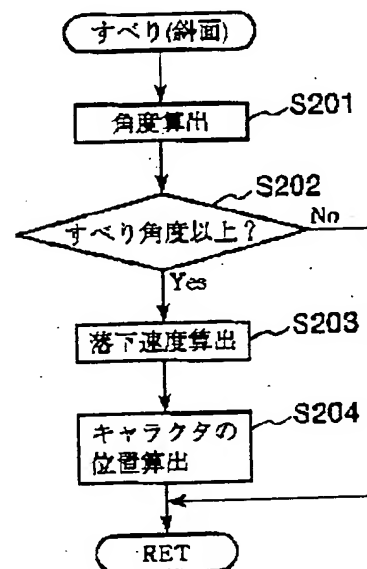 すべり(斜面)
角度算出
S201
S202
すべり角度以上？
No
Yes
落下速度算出
S203
キャラクタの
位置算出
S204
RET